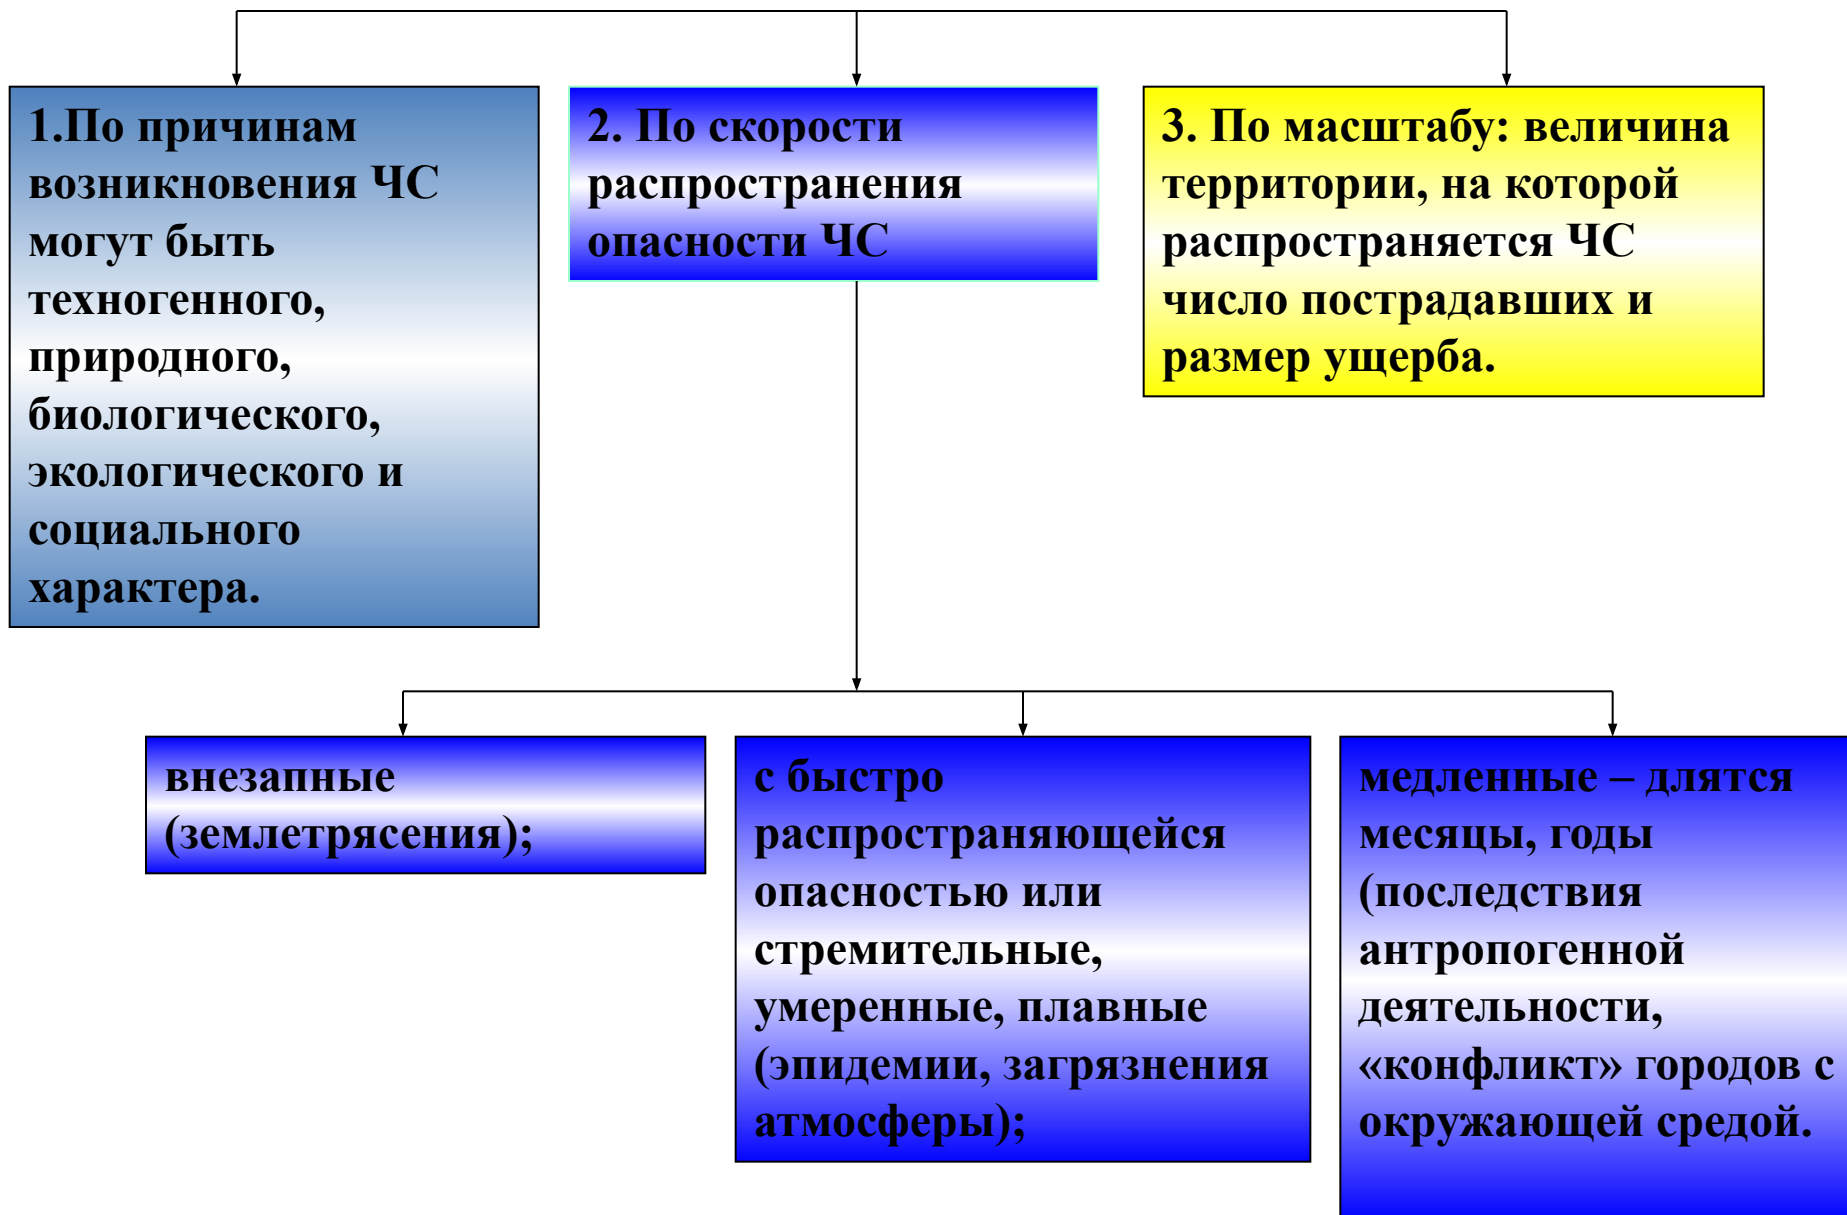 1.По причинам
возникновения ЧС
могут быть
техногенного,
природного,
биологического,
экологического и
социального
характера.
2. По скорости
распространения
опасности ЧС
3. По масштабу: величина
территории, на которой
распространяется ЧС
число пострадавших и
размер ущерба.
внезапные
(землетрясения);
с быстро
распространяющейся
опасностью или
стремительные,
умеренные, плавные
(эпидемии, загрязнения
атмосферы);
медленные – длятся
месяцы, годы
(последствия
антропогенной
деятельности,
«конфликт» городов с
окружающей средой.